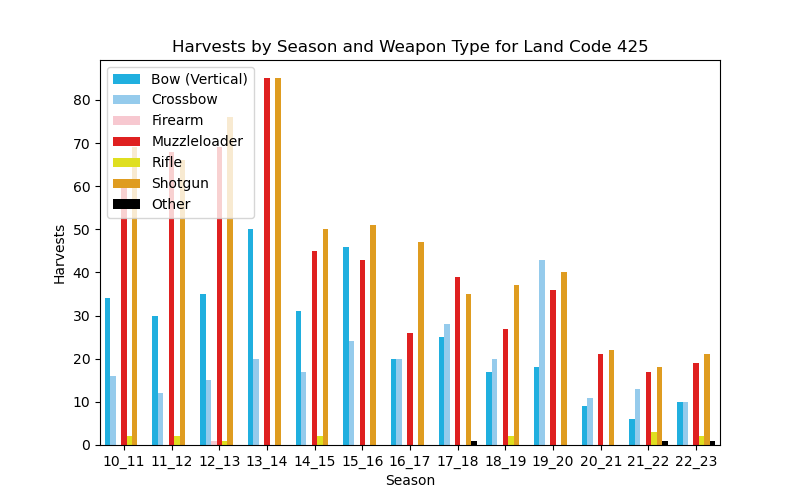 Harvests by Season and Weapon Type for Land Code 425
Bow (Vertical)
Crossbow
Firearm
Muzzleloader
Rifle
Shotgun
Other
80
70
60
50
40
30
20
10
0
Harvests
10_11 11_12 12_13 13_14 14_15 15_16 16_17 17_18 18_19 19_20 20_21 21_22 22_23
Season